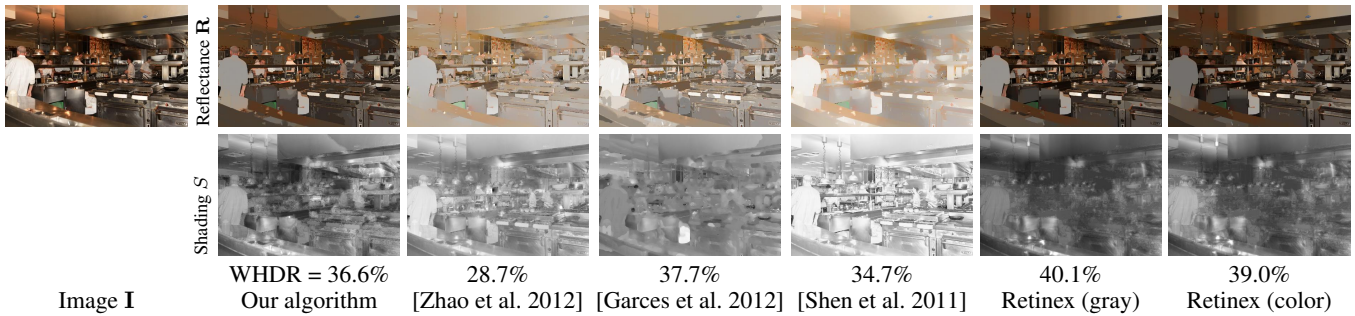 Reflectance R
Shading S
WHDR = 36.6% 28.7% 37.7% 34.7% 40.1% 39.0%
Image I Our algorithm [Zhao et al. 2012] [Garces et al. 2012] [Shen et al. 2011] Retinex (gray) Retinex (color)